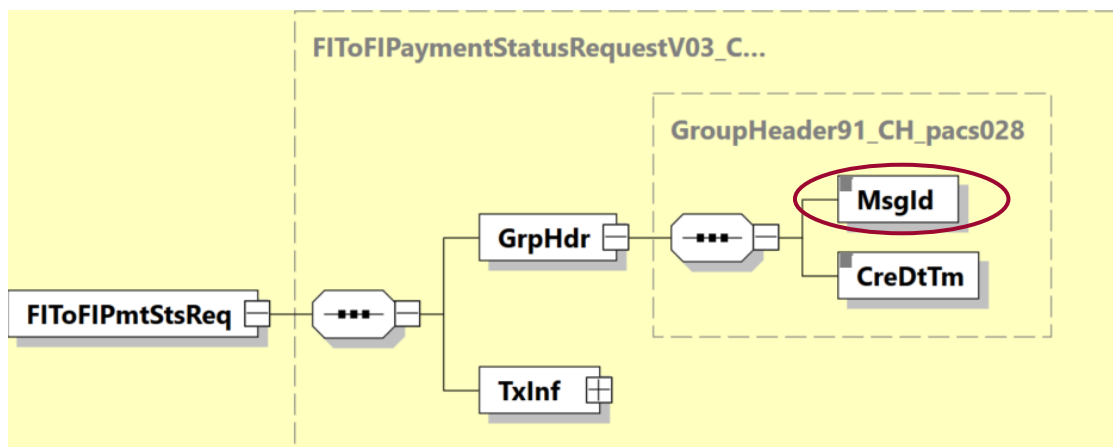 FIToFIPaymentStatusRequestV03_C...
GroupHeader91_CH_pacs028
MsgId
GrpHdr
CreDtTm
FIToFIPmtStsReq
TxInf